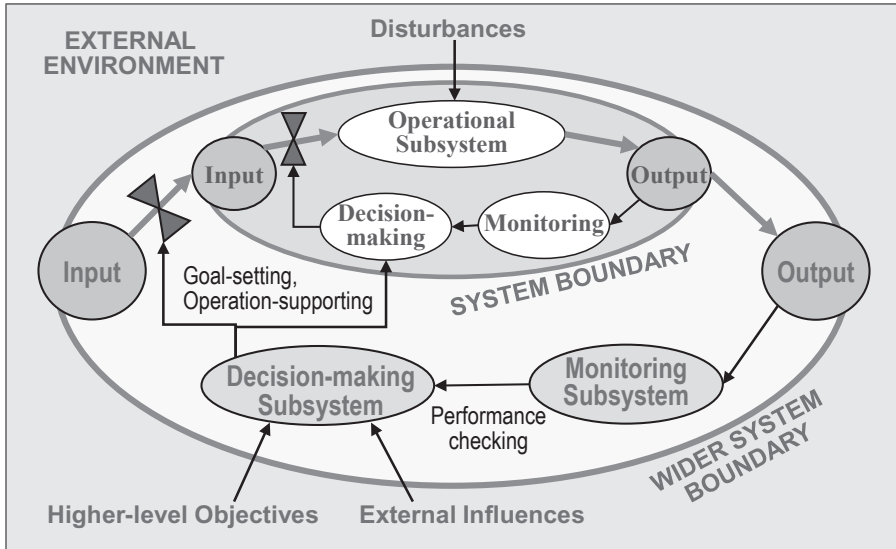 Disturbances
EXTERNAL
ENVIRONMENT
Operational
Subsystem
Input
Output
Decision-
making
Monitoring
Input
Goal-setting,
Operation-supporting
SYSTEM BOUNDARY
Output
Decision-making
Subsystem
Monitoring
Subsystem
Performance
checking
WIDER SYSTEM
BOUNDARY
Higher-level Objectives
External Influences